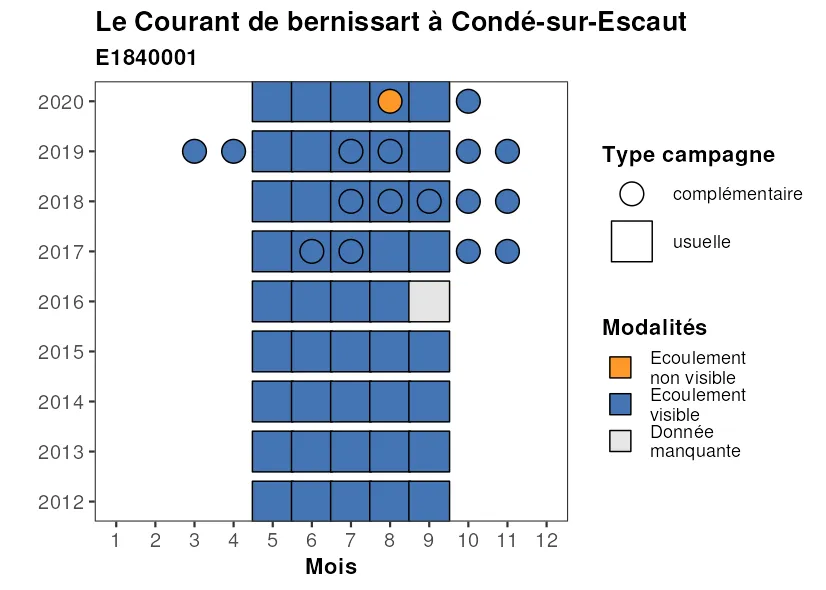 Le Courant de bernissart à Condé-sur-Escaut
E1840001
2020
2019
2018
2017
2016
2015
2014
2013
2012
1 2 3 4 5 6 7 8 9 10 11 12
Mois
Type campagne
complémentaire
usuelle
Modalités
Ecoulement
non visible
Ecoulement
visible
Donnée
manquante